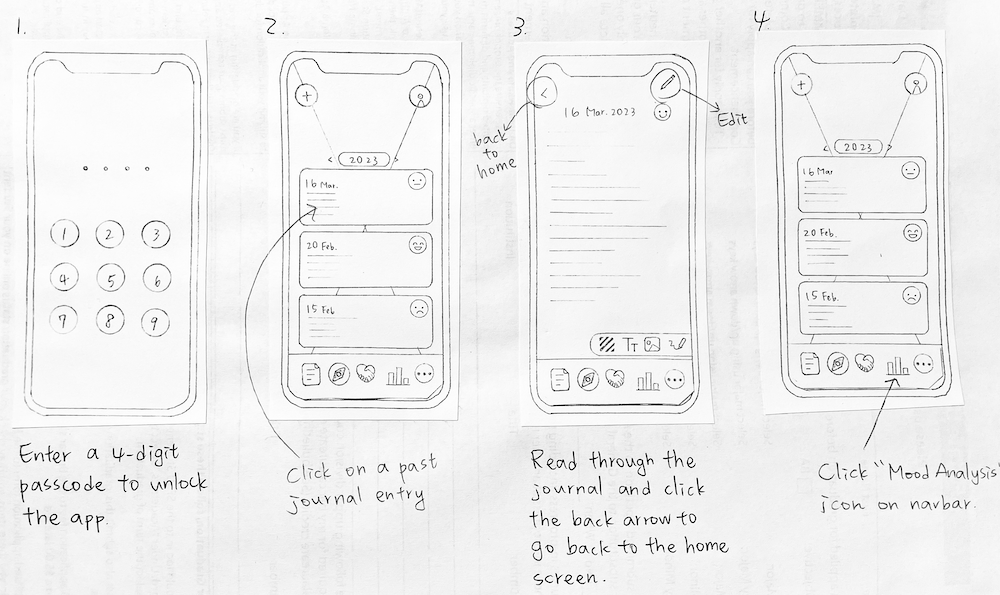 1.
1 2 3
4 5 6
7 8 9
Enter a 4-digit
passcode to unlock
the app.
2.
+
< 2023 >
16 Mar.
20 Feb.
15 Feb
Click on a past
journal entry
3.
<
16 Mar. 2023
back
to
home
Edit
TT
Read through the
journal and click
the back arrow to
go back to the home
screen.
4.
+
< 2023 >
16 Mar
20 Feb.
15 Feb.
Click "Mood Analysis"
icon on navbar.